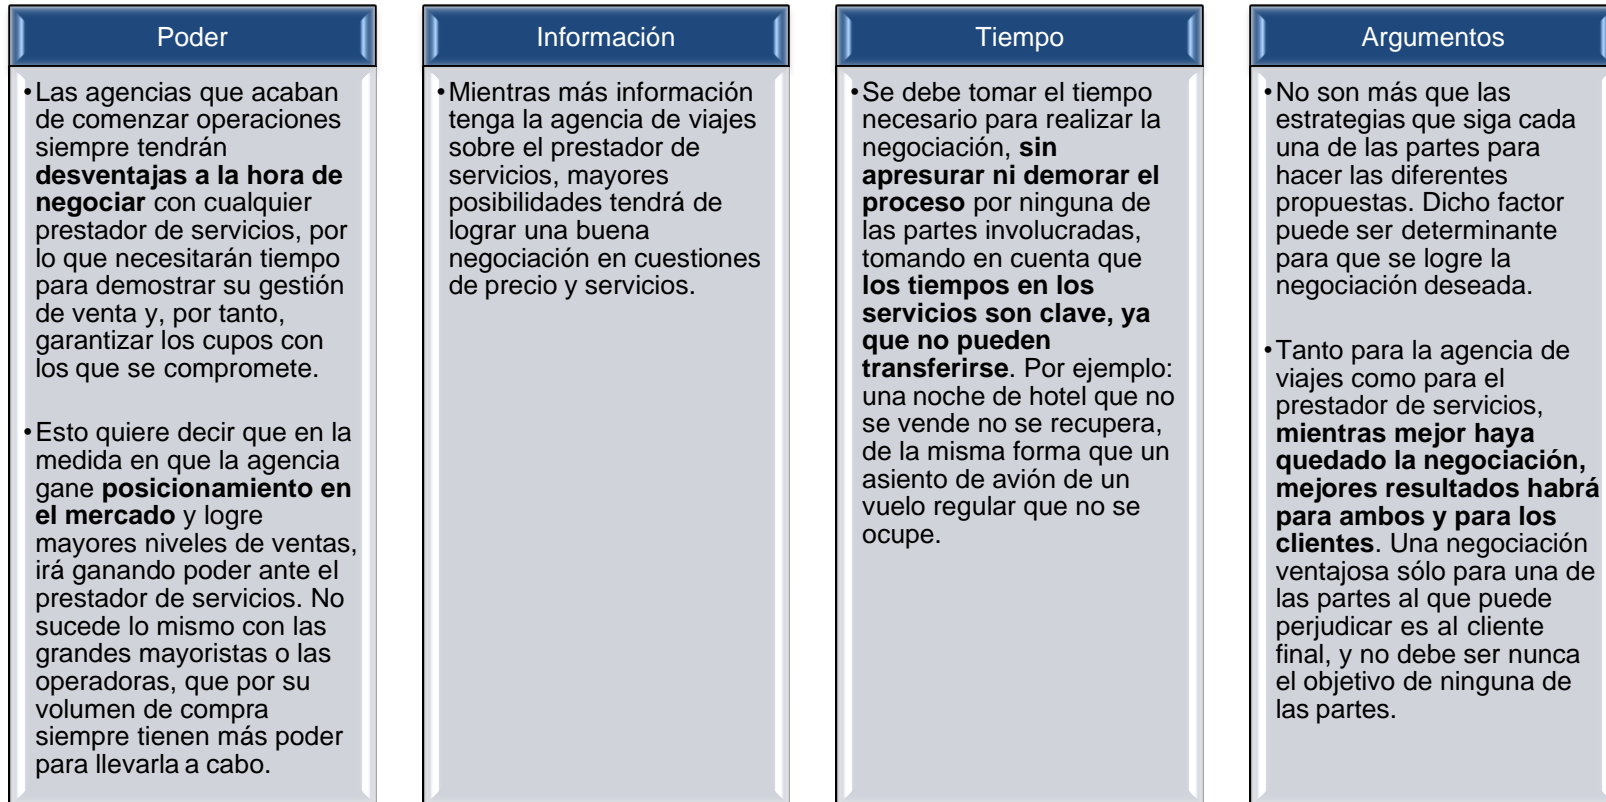 Poder
•Las agencias que acaban
de comenzar operaciones
siempre tendrán
desventajas a la hora de
negociar con cualquier
prestador de servicios, por
lo que necesitarán tiempo
para demostrar su gestión
de venta y, por tanto,
garantizar los cupos con
los que se compromete.
•Esto quiere decir que en la
medida en que la agencia
gane posicionamiento en
el mercado y logre
mayores niveles de ventas,
irá ganando poder ante el
prestador de servicios. No
sucede lo mismo con las
grandes mayoristas o las
operadoras, que por su
volumen de compra
siempre tienen más poder
para llevarla a cabo.
Información
•Mientras más información
tenga la agencia de viajes
sobre el prestador de
servicios, mayores
posibilidades tendrá de
lograr una buena
negociación en cuestiones
de precio y servicios.
Tiempo
•Se debe tomar el tiempo
necesario para realizar la
negociación, sin
apresurar ni demorar el
proceso por ninguna de
las partes involucradas,
tomando en cuenta que
los tiempos en los
servicios son clave, ya
que no pueden
transferirse. Por ejemplo:
una noche de hotel que no
se vende no se recupera,
de la misma forma que un
asiento de avión de un
vuelo regular que no se
ocupe.
Argumentos
•No son más que las
estrategias que siga cada
una de las partes para
hacer las diferentes
propuestas. Dicho factor
puede ser determinante
para que se logre la
negociación deseada.
•Tanto para la agencia de
viajes como para el
prestador de servicios,
mientras mejor haya
quedado la negociación,
mejores resultados habrá
para ambos y para los
clientes. Una negociación
ventajosa sólo para una de
las partes al que puede
perjudicar es al cliente
final, y no debe ser nunca
el objetivo de ninguna de
las partes.